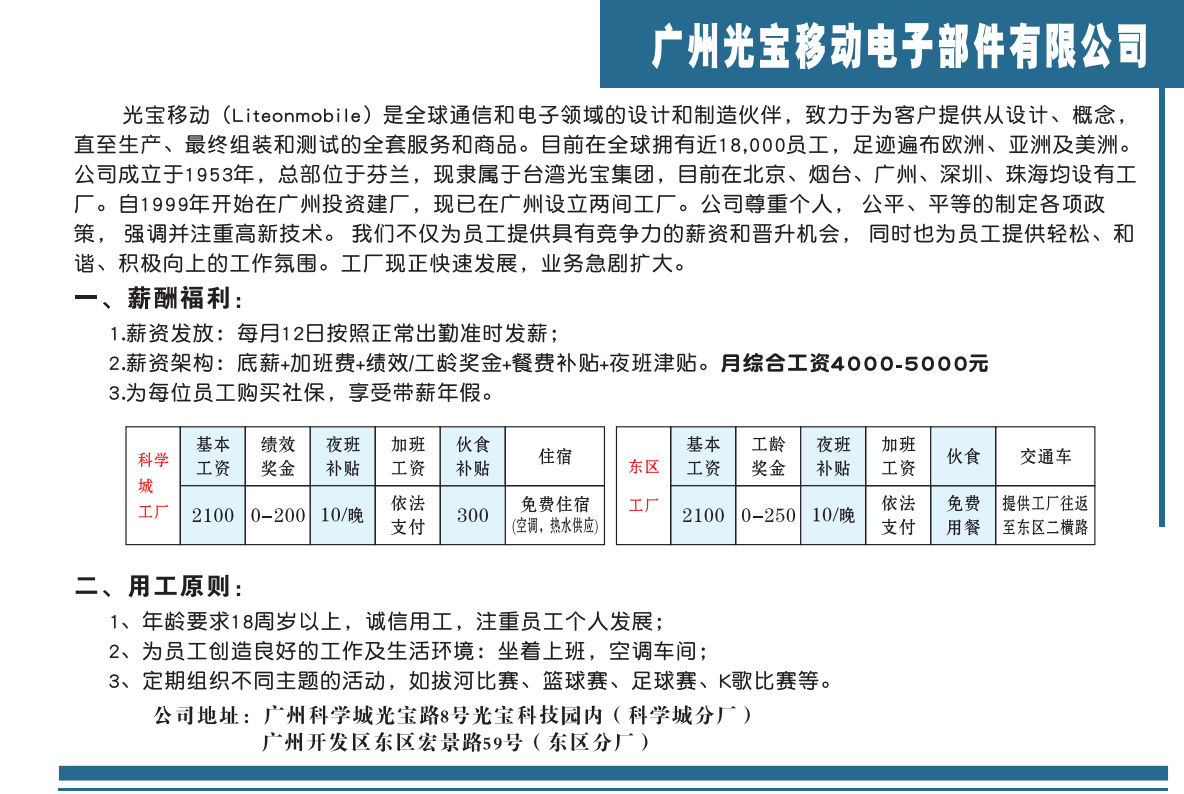 广州光宝移动电子部件有限公司
光宝移动（Liteonmobile）是全球通信和电子领域的设计和制造伙伴，致力于为客户提供从设计、概念，
直至生产、最终组装和测试的全套服务和商品。目前在全球拥有近18,000员工，足迹遍布欧洲、亚洲及美洲。
公司成立于1953年，总部位于芬兰，现隶属于台湾光宝集团，目前在北京、烟台、广州、深圳、珠海均设有工
厂。自1999年开始在广州投资建厂，现已在广州设立两间工厂。公司尊重个人， 公平、平等的制定各项政
策， 强调并注重高新技术。 我们不仅为员工提供具有竞争力的薪资和晋升机会， 同时也为员工提供轻松、和
谐、积极向上的工作氛围。工厂现正快速发展，业务急剧扩大。
一、薪酬福利：
1.薪资发放：每月12日按照正常出勤准时发薪；
2.薪资架构：底薪+加班费+绩效/工龄奖金+餐费补贴+夜班津贴。月综合工资4000-5000元
3.为每位员工购买社保，享受带薪年假。
科学城工厂 基本工资 绩效奖金 夜班补贴 加班工资 伙食补贴 住宿
2100 0-200 10/晚 依法支付 300 免费住宿(空调，热水供应)
东区工厂 基本工资 工龄奖金 夜班补贴 加班工资 伙食 交通车
2100 0-250 10/晚 依法支付 免费用餐 提供工厂往返至东区二横路
二、用工原则：
1、年龄要求18周岁以上，诚信用工，注重员工个人发展；
2、为员工创造良好的工作及生活环境：坐着上班，空调车间；
3、定期组织不同主题的活动，如拔河比赛、篮球赛、足球赛、K歌比赛等。
公司地址：广州科学城光宝路8号光宝科技园内（科学城分厂）
广州开发区东区宏景路59号（东区分厂）